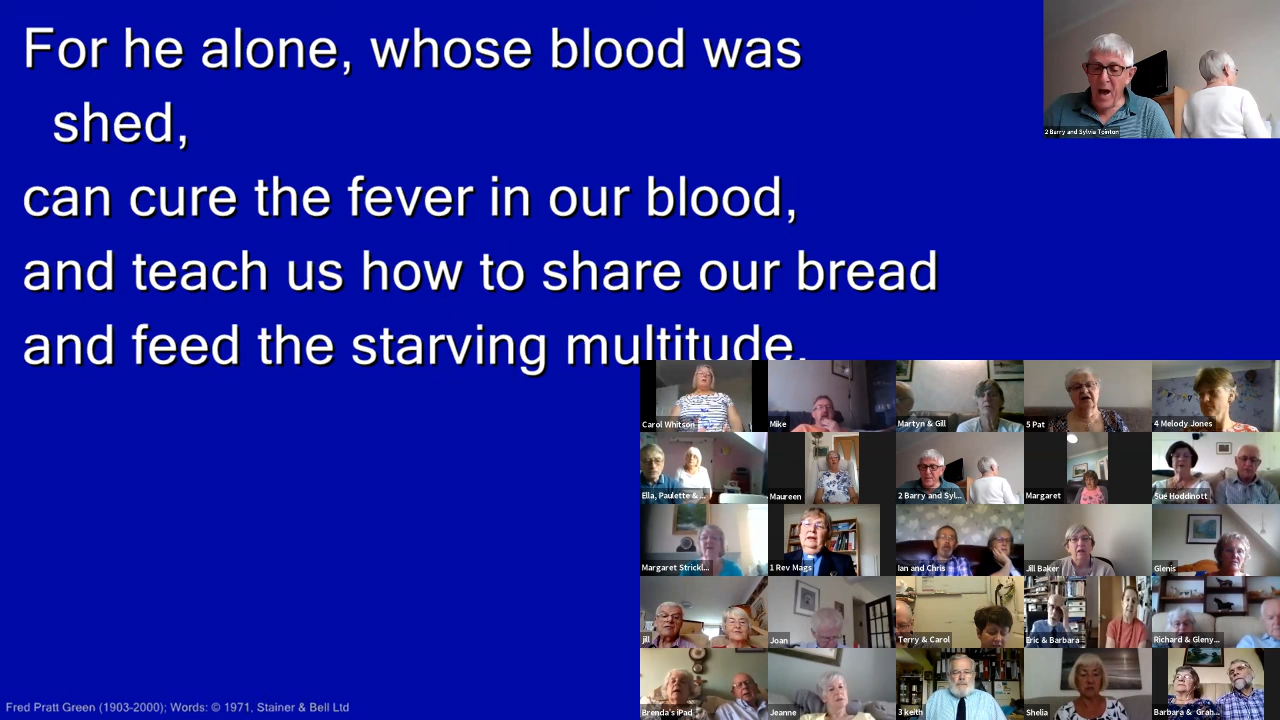 For he alone, whose blood was
shed,
can cure the fever in our blood,
and teach us how to share our bread
and feed the starving multitude.
2 Barry and Sylvia Tointon
Carol Whitson
Mike
Martyn & Gill
5 Pat
4 Melody Jones
Ella, Paulette & ...
Maureen
2 Barry and Syl...
Margaret
Sue Hoddinott
Margaret Strickl...
1 Rev Mags
Ian and Chris
Jill Baker
Glenis
jill
Joan
Terry & Carol
Eric & Barbara
Richard & Gleny...
Brenda's iPad
Jeanne
3 keith
Shelia
Barbara & Grah...
Fred Pratt Green (1903-2000); Words: © 1971, Stainer & Bell Ltd